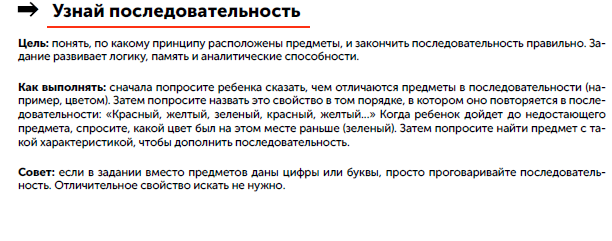 Узнай последовательность
Цель: понять, по какому принципу расположены предметы, и закончить последовательность правильно. За-
дание развивает логику, память и аналитические способности.
Как выполнять: сначала попросите ребенка сказать, чем отличаются предметы в последовательности (на-
пример, цветом). Затем попросите назвать это свойство в том порядке, в котором оно повторяется в после-
довательности: «Красный, желтый, зеленый, красный, желтый...» Когда ребенок дойдет до недостающего
предмета, спросите, какой цвет был на этом месте раньше (зеленый). Затем попросите найти предмет с та-
кой характеристикой, чтобы дополнить последовательность.
Совет: если в задании вместо предметов даны цифры или буквы, просто проговаривайте последователь-
ность. Отличительное свойство искать не нужно.